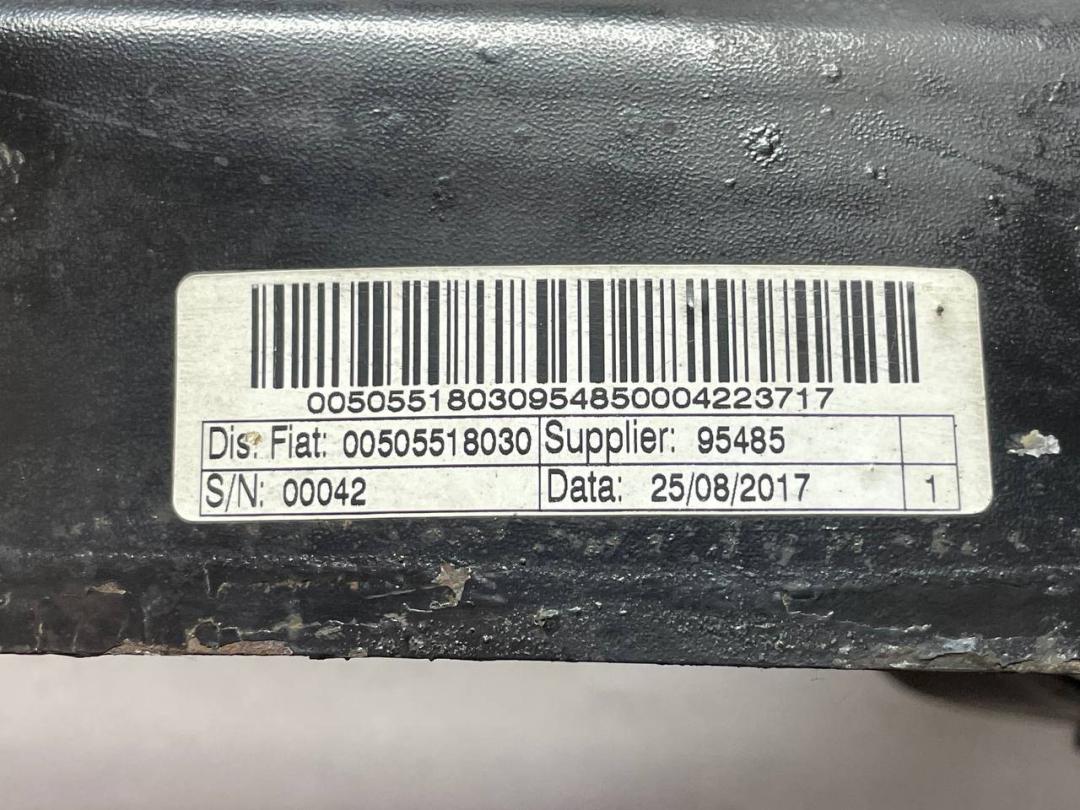 00505518030954850004223717
Dis. Fiat: 00505518030 Supplier: 95485
S/N: 00042 Data: 25/08/2017 1